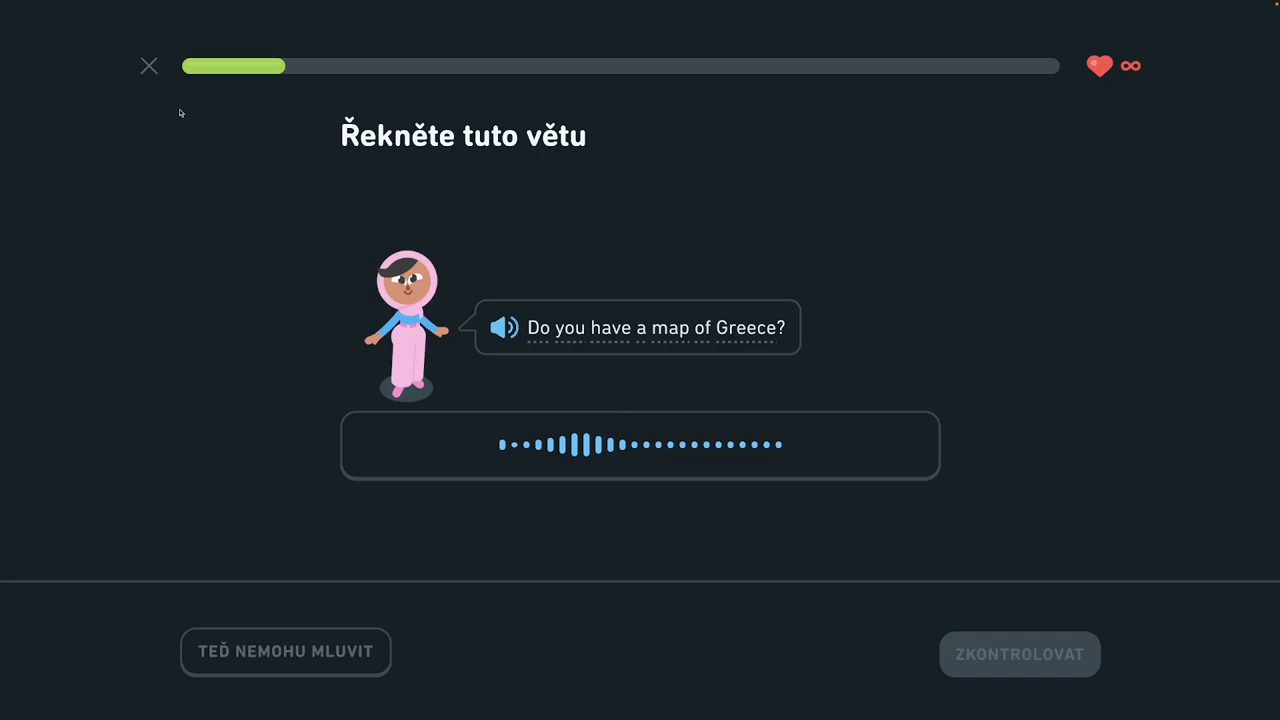 Řekněte tuto větu
Do you have a map of Greece?
TEĎ NEMOHU MLUVIT
ZKONTROLOVAT